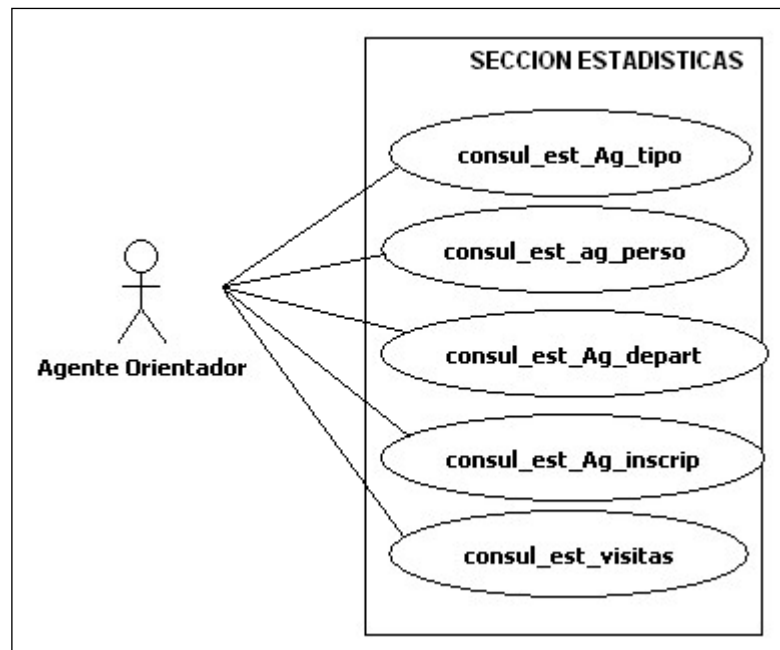 SECCION ESTADISTICAS
consul_est_Ag_tipo
consul_est_ag_perso
consul_est_Ag_depart
consul_est_Ag_inscrip
consul_est_visitas
Agente Orientador